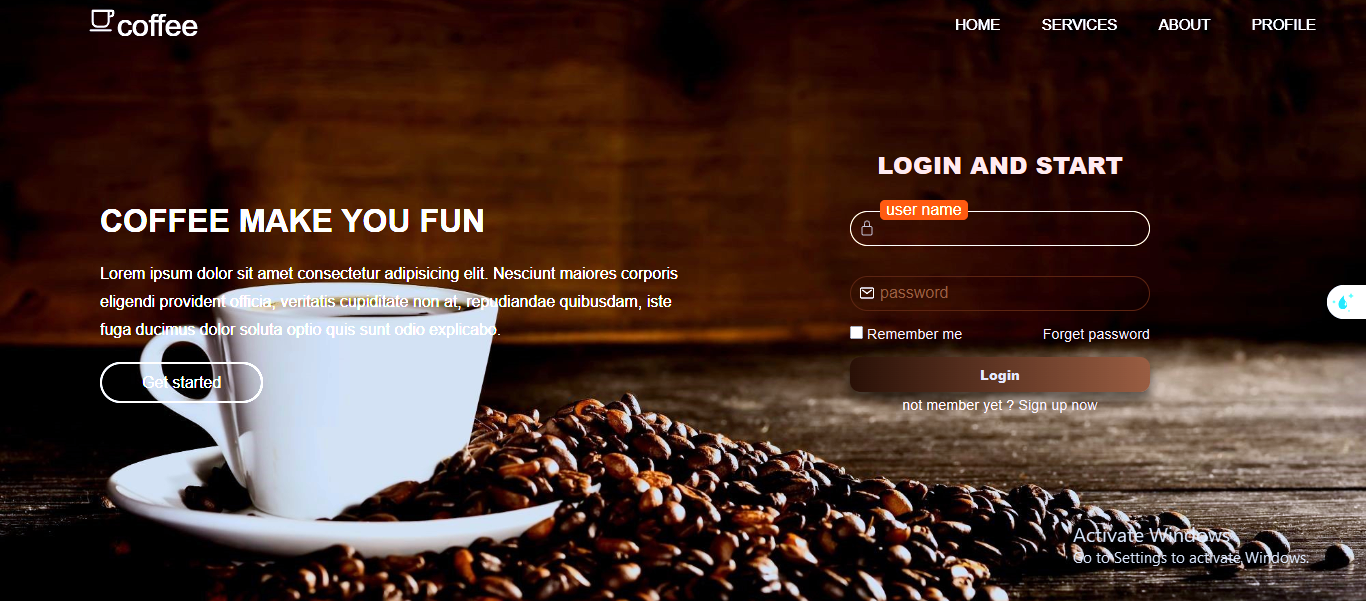 coffee
HOME SERVICES ABOUT PROFILE
LOGIN AND START
user name
password
Remember me Forget password
Login
not member yet ? Sign up now
COFFEE MAKE YOU FUN
Lorem ipsum dolor sit amet consectetur adipisicing elit. Nesciunt maiores corporis
eligendi provident officia, veritatis cupiditate non at, repudiandae quibusdam, iste
fuga ducimus dolor soluta optio quis sunt odio explicabo.
Get started
Activate Windows
Go to Settings to activate Windows.